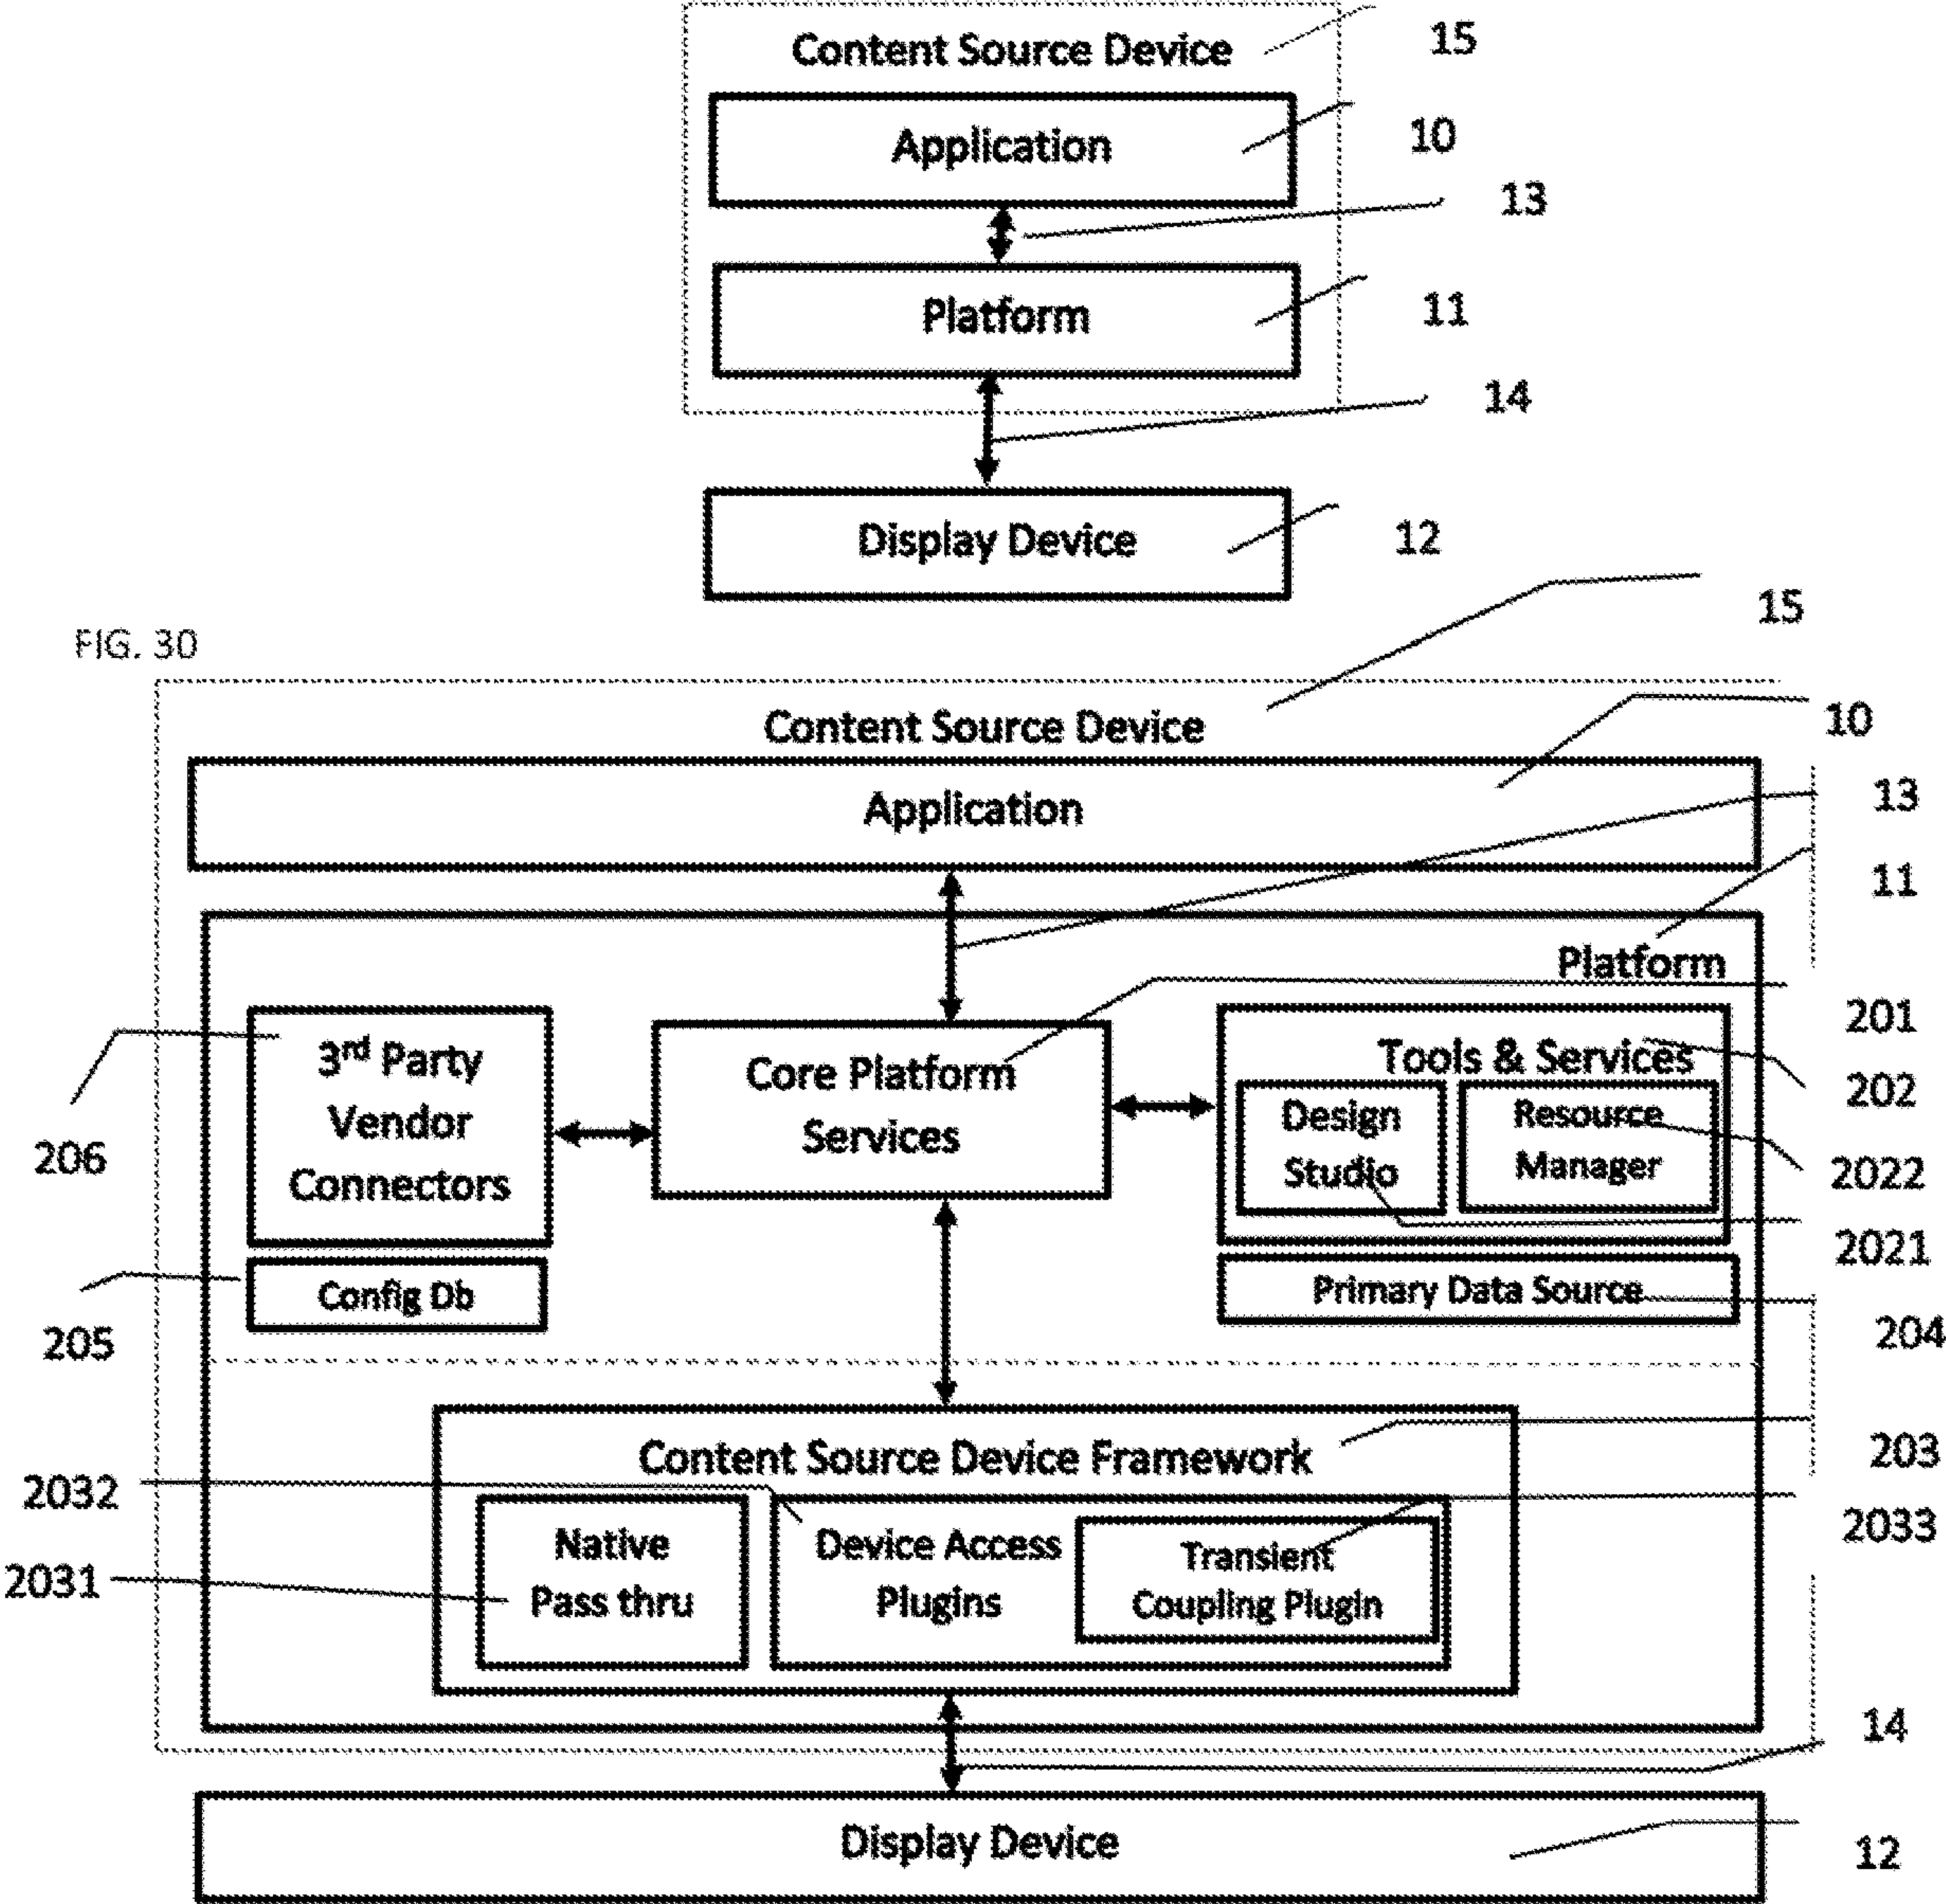 Content Source Device
15
Application
10
13
Platform
11
14
Display Device
12
15
FIG. 30
Content Source Device
10
Application
13
11
Platform
201
3rd Party
Vendor
Connectors
206
Core Platform
Services
Tools & Services
202
Design
Studio
Resource
Manager
2022
2021
Config Db
205
Primary Data Source
204
Content Source Device Framework
203
2032
2033
Native
Pass thru
2031
Device Access
Plugins
Transient
Coupling Plugin
14
Display Device
12